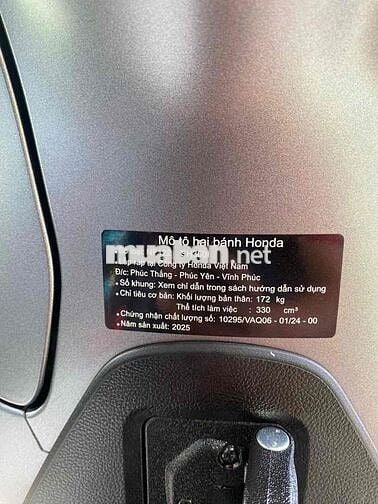 Mô tô hai bánh Honda
muaban.net
Lắp ráp tại Công ty Honda Việt Nam
Đ/c: Phúc Thắng - Phúc Yên - Vĩnh Phúc
• Số khung: Xem chỉ dẫn trong sách hướng dẫn sử dụng
• Chỉ tiêu cơ bản: Khối lượng bản thân: 172 kg
Thể tích làm việc : 330 cm³
• Chứng nhận chất lượng số: 10295/VAQ06 - 01/24 - 00
• Năm sản xuất: 2025